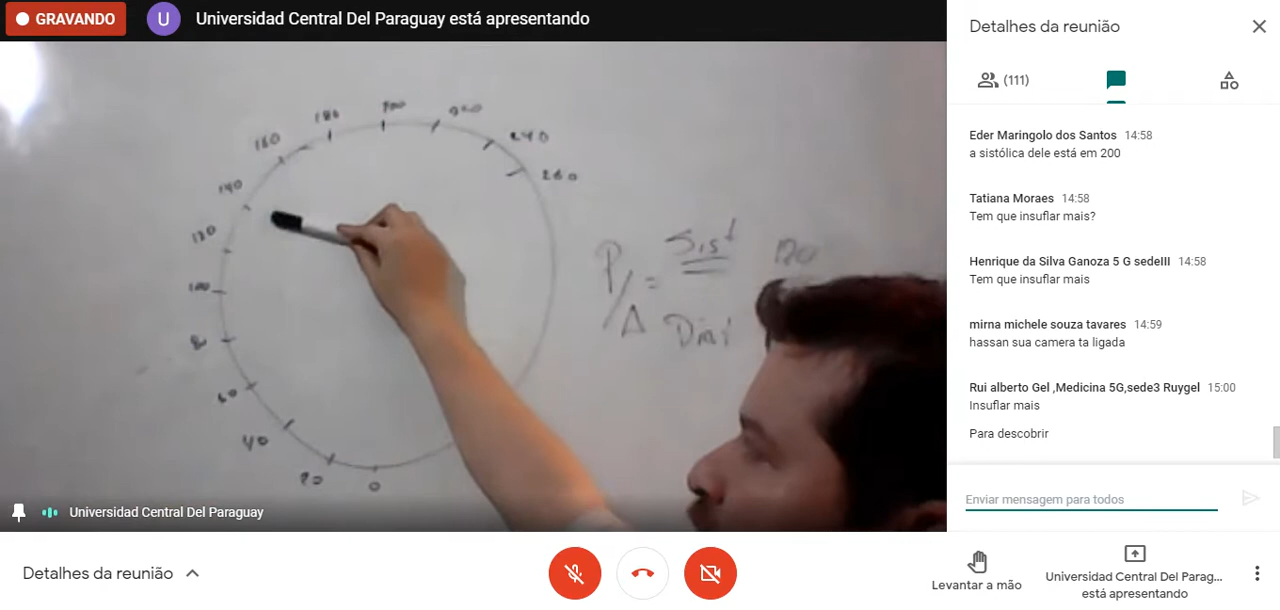 GRAVANDO
U
Universidad Central Del Paraguay está apresentando
180
200
220
240
260
160
140
120
100
80
60
40
20
0
P/A = Sist
120
Universidad Central Del Paraguay
Detalhes da reunião
Detalhes da reunião
(111)
Eder Maringolo dos Santos 14:58
a sistólica dele está em 200
Tatiana Moraes 14:58
Tem que insuflar mais?
Henrique da Silva Ganoza 5 G sedeIII 14:58
Tem que insuflar mais
mirna michele souza tavares 14:59
hassan sua camera ta ligada
Rui alberto Gel ,Medicina 5G,sede3 Ruygel 15:00
Insuflar mais
Para descobrir
Enviar mensagem para todos
Levantar a mão
Universidad Central Del Parag...
está apresentando